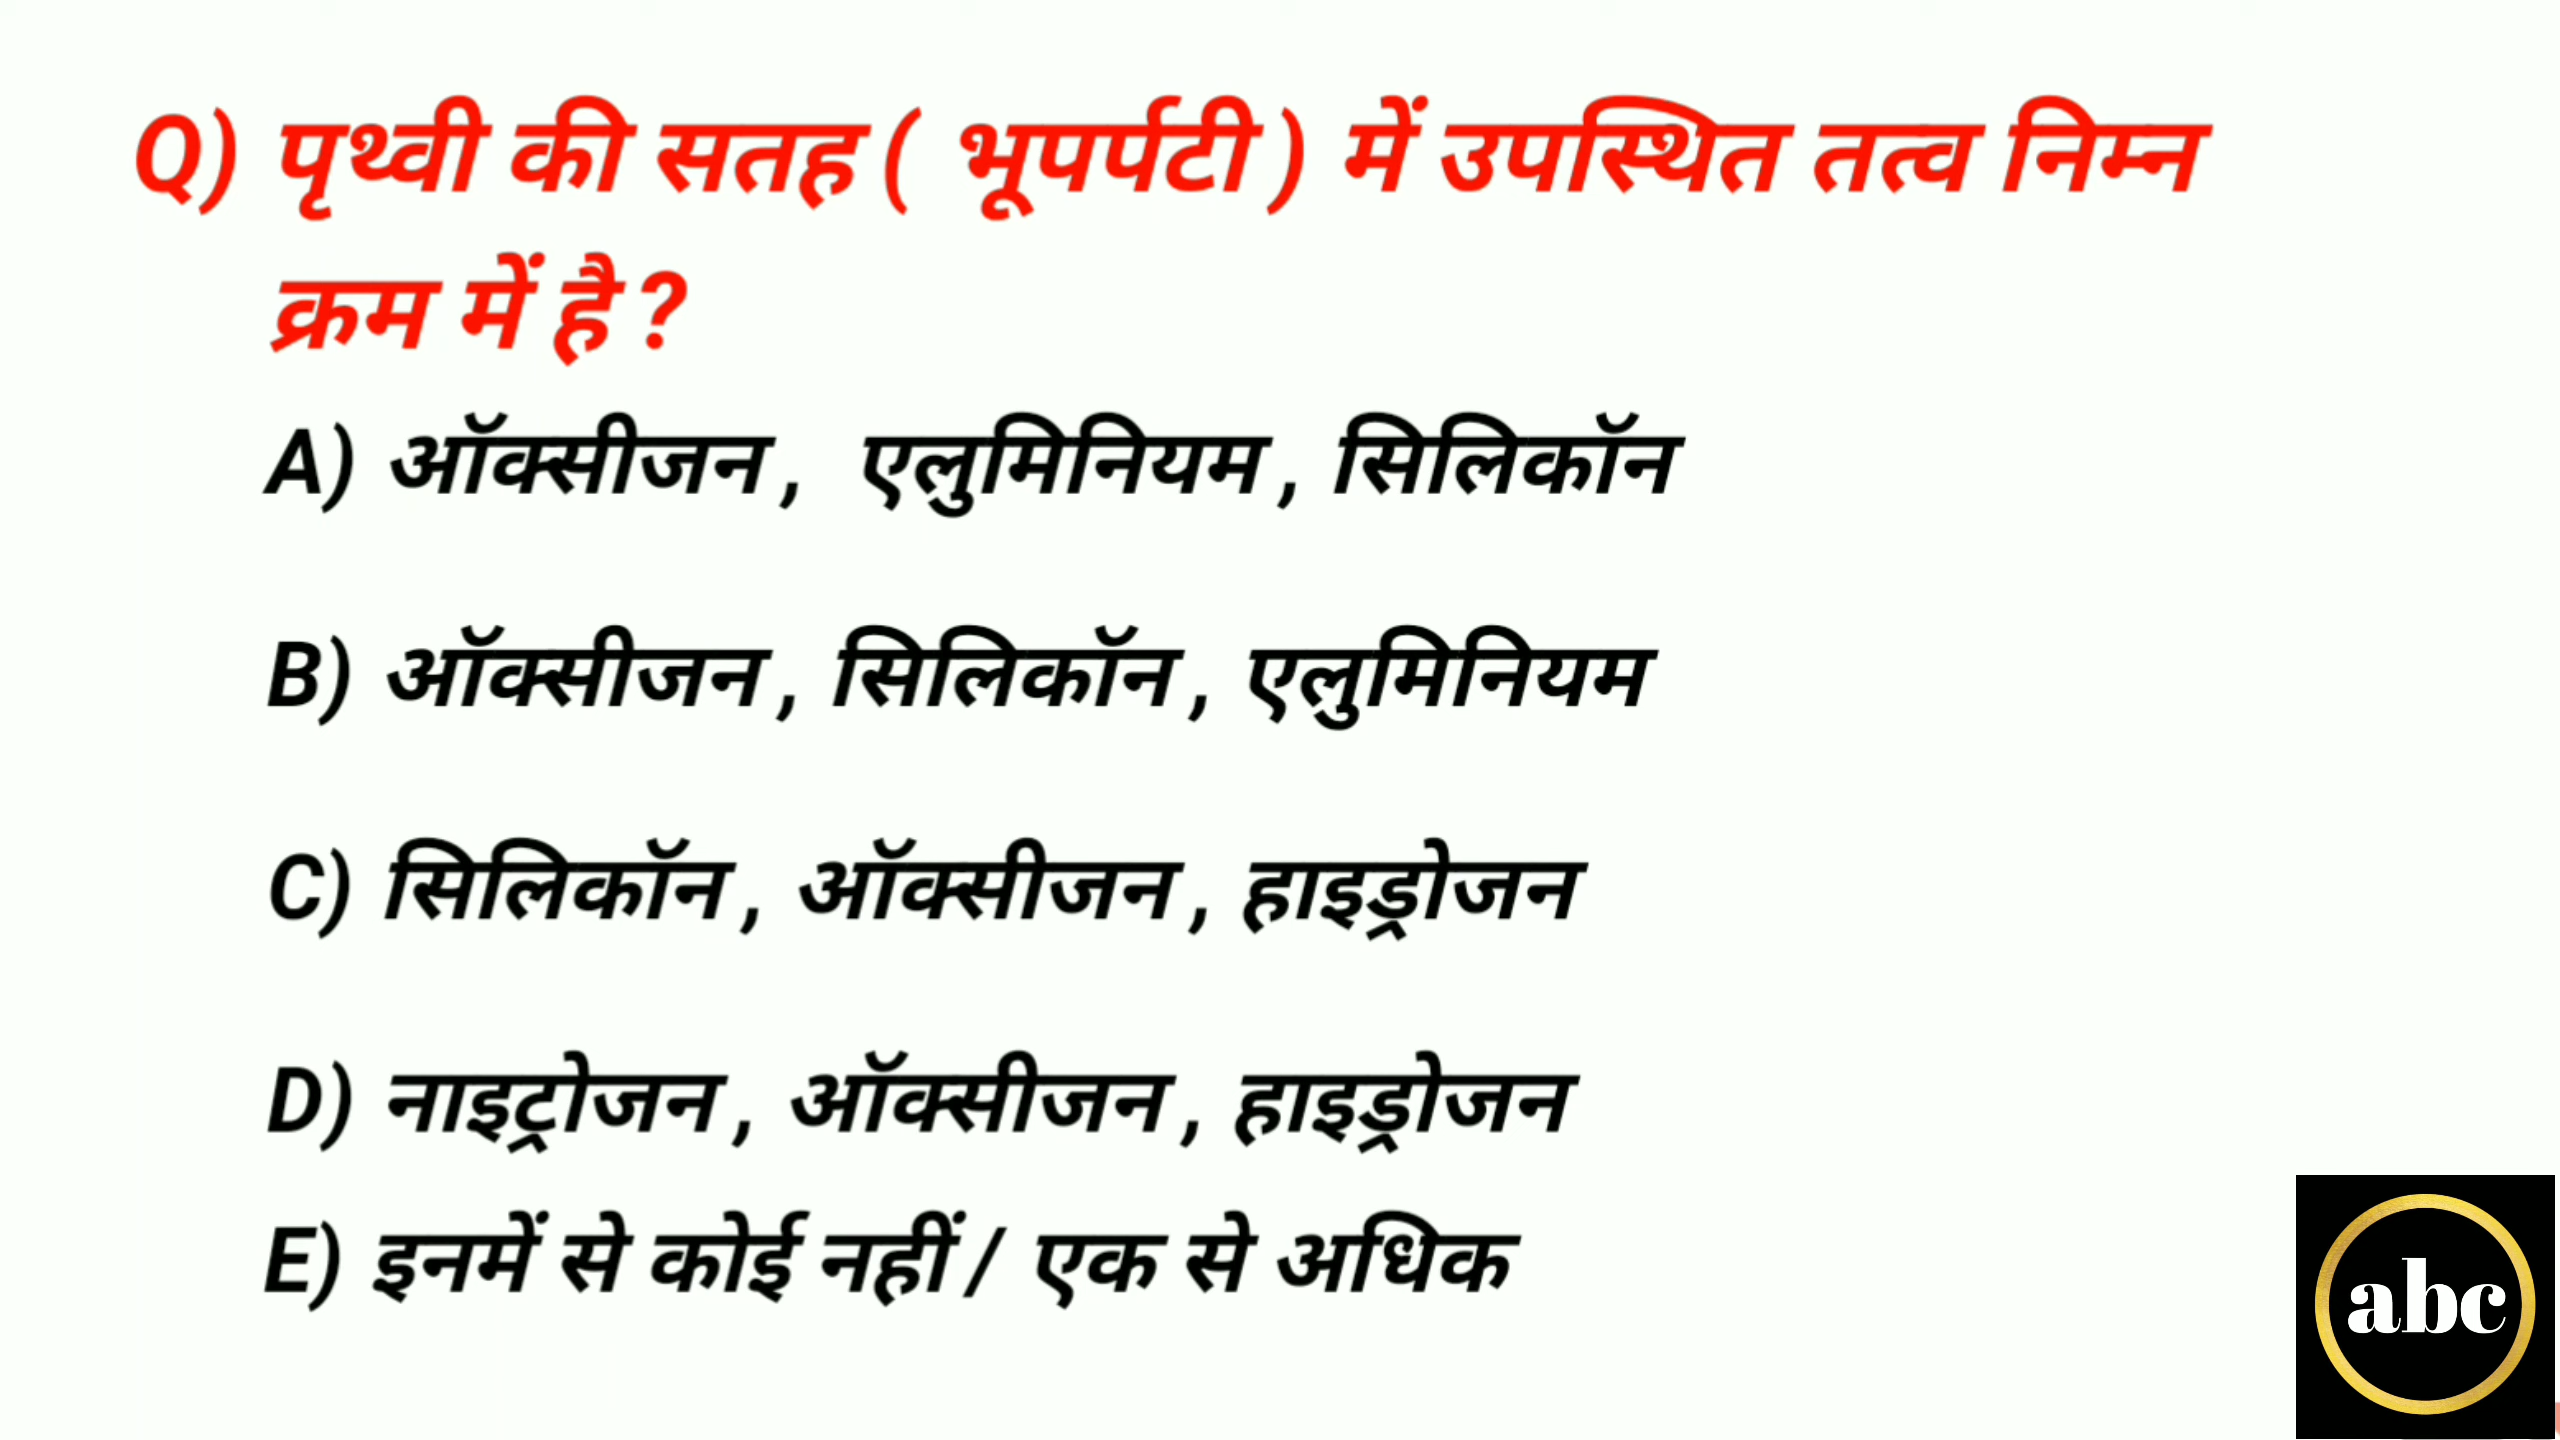 Q) पृथ्वी की सतह ( भूपर्पटी ) में उपस्थित तत्व निम्न
क्रम में है ?
A) ऑक्सीजन , एलुमिनियम , सिलिकॉन
B) ऑक्सीजन , सिलिकॉन , एलुमिनियम
C) सिलिकॉन , ऑक्सीजन , हाइड्रोजन
D) नाइट्रोजन , ऑक्सीजन , हाइड्रोजन
E) इनमें से कोई नहीं / एक से अधिक
abc